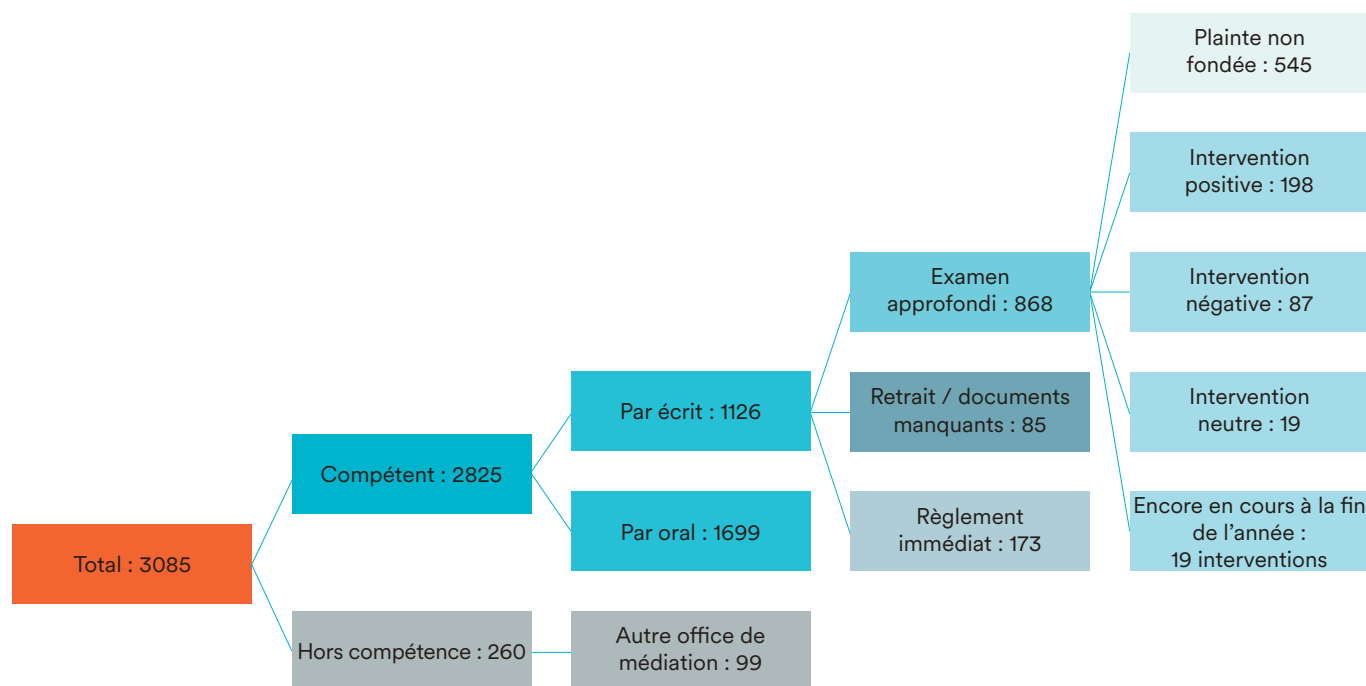 Plainte non
fondée : 545
Intervention
positive : 198
Examen
approfondi : 868
Intervention
négative : 87
Par écrit : 1126
Retrait / documents
manquants : 85
Intervention
neutre : 19
Compétent : 2825
Par oral : 1699
Règlement
immédiat : 173
Encore en cours à la fin
de l’année :
19 interventions
Total : 3085
Hors compétence : 260
Autre office de
médiation : 99